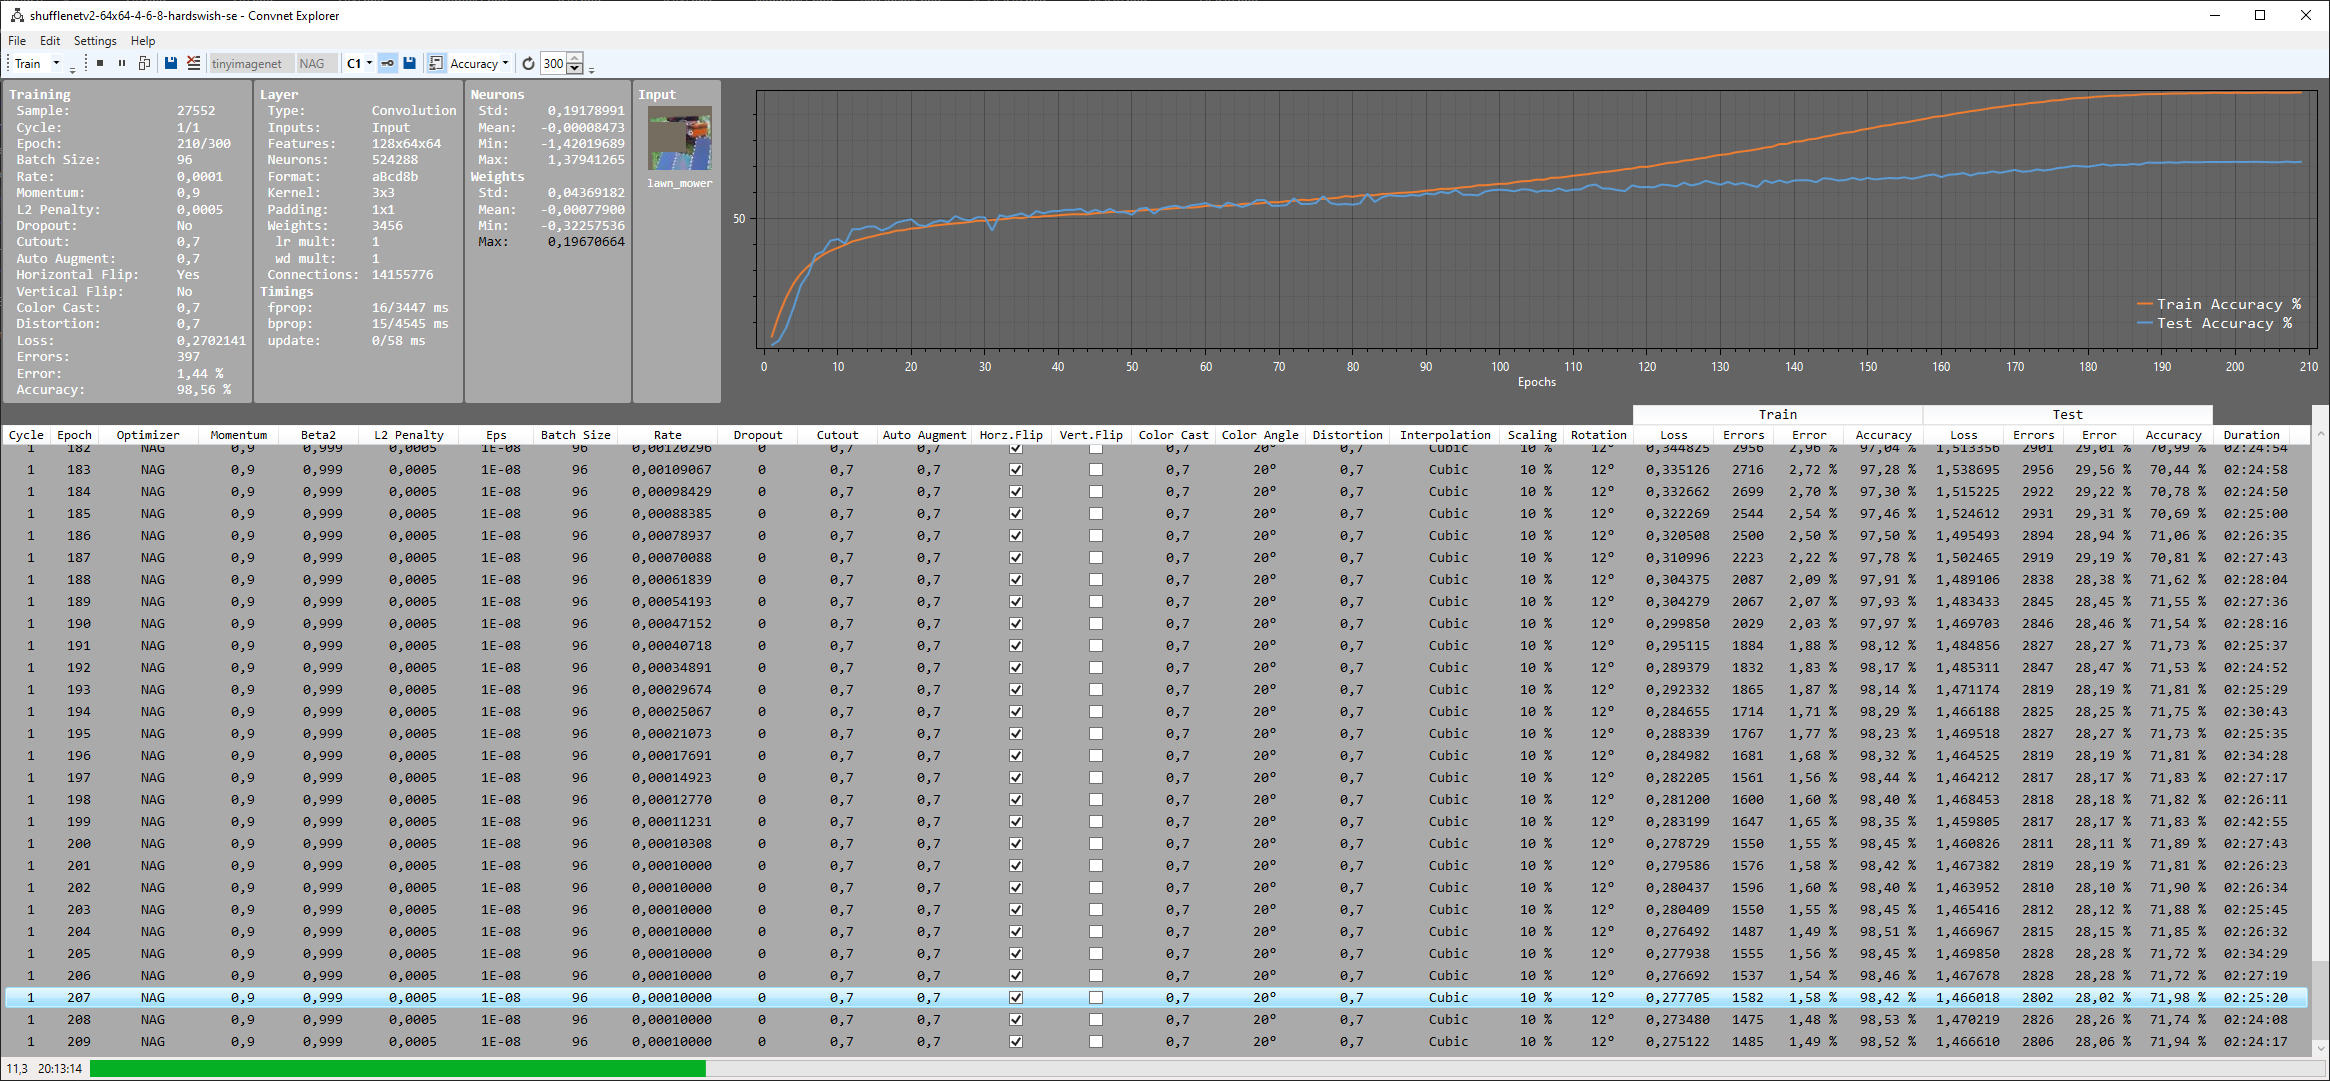 shufflenetv2-64x64-4-6-8-hardswish-se - Convnet Explorer
File Edit Settings Help
Train tinyimagenet NAG C1 Accuracy 300
Training
Sample: 27552
Cycle: 1/1
Epoch: 210/300
Batch Size: 96
Rate: 0,0001
Momentum: 0,9
L2 Penalty: 0,0005
Dropout: No
Cutout: 0,7
Auto Augment: 0,7
Horizontal Flip: Yes
Vertical Flip: No
Color Cast: 0,7
Distortion: 0,7
Loss: 0,2702141
Errors: 397
Error: 1,44 %
Accuracy: 98,56 %
Layer
Type: Convolution
Inputs: Input
Features: 128x64x64
Neurons: 524288
Format: aBcd8b
Kernel: 3x3
Padding: 1x1
Weights: 3456
lr mult: 1
wd mult: 1
Connections: 14155776
Timings
fprop: 16/3447 ms
bprop: 15/4545 ms
update: 0/58 ms
Neurons
Std: 0,19178991
Mean: -0,00008473
Min: -1,42019689
Max: 1,37941265
Weights
Std: 0,04369182
Mean: -0,00077900
Min: -0,32257536
Max: 0,19670664
Input
lawn_mower
50
Train Accuracy %
Test Accuracy %
0 10 20 30 40 50 60 70 80 90 100 110 120 130 140 150 160 170 180 190 200 210
Epochs
Train Test
Cycle Epoch Optimizer Momentum Beta2 L2 Penalty Eps Batch Size Rate Dropout Cutout Auto Augment Horz.Flip Vert.Flip Color Cast Color Angle Distortion Interpolation Scaling Rotation Loss Errors Error Accuracy Loss Errors Error Accuracy Duration
1 182 NAG 0,9 0,999 0,0005 1E-08 96 0,00120296 0 0,7 0,7 0,7 20° 0,7 Cubic 10 % 12° 0,344825 2956 2,96 % 97,04 % 1,513356 2901 29,01 % 70,99 % 02:24:54
1 183 NAG 0,9 0,999 0,0005 1E-08 96 0,00109067 0 0,7 0,7 0,7 20° 0,7 Cubic 10 % 12° 0,335126 2716 2,72 % 97,28 % 1,538695 2956 29,56 % 70,44 % 02:24:58
1 184 NAG 0,9 0,999 0,0005 1E-08 96 0,00098429 0 0,7 0,7 0,7 20° 0,7 Cubic 10 % 12° 0,332662 2699 2,70 % 97,30 % 1,515225 2922 29,22 % 70,78 % 02:24:50
1 185 NAG 0,9 0,999 0,0005 1E-08 96 0,00088385 0 0,7 0,7 0,7 20° 0,7 Cubic 10 % 12° 0,322269 2544 2,54 % 97,46 % 1,524612 2931 29,31 % 70,69 % 02:25:00
1 186 NAG 0,9 0,999 0,0005 1E-08 96 0,00078937 0 0,7 0,7 0,7 20° 0,7 Cubic 10 % 12° 0,320508 2500 2,50 % 97,50 % 1,495493 2894 28,94 % 71,06 % 02:26:35
1 187 NAG 0,9 0,999 0,0005 1E-08 96 0,00070088 0 0,7 0,7 0,7 20° 0,7 Cubic 10 % 12° 0,310996 2223 2,22 % 97,78 % 1,502465 2919 29,19 % 70,81 % 02:27:43
1 188 NAG 0,9 0,999 0,0005 1E-08 96 0,00061839 0 0,7 0,7 0,7 20° 0,7 Cubic 10 % 12° 0,304375 2087 2,09 % 97,91 % 1,489106 2838 28,38 % 71,62 % 02:28:04
1 189 NAG 0,9 0,999 0,0005 1E-08 96 0,00054193 0 0,7 0,7 0,7 20° 0,7 Cubic 10 % 12° 0,304279 2067 2,07 % 97,93 % 1,483433 2845 28,45 % 71,55 % 02:27:36
1 190 NAG 0,9 0,999 0,0005 1E-08 96 0,00047152 0 0,7 0,7 0,7 20° 0,7 Cubic 10 % 12° 0,299850 2029 2,03 % 97,97 % 1,469703 2846 28,46 % 71,54 % 02:28:16
1 191 NAG 0,9 0,999 0,0005 1E-08 96 0,00040718 0 0,7 0,7 0,7 20° 0,7 Cubic 10 % 12° 0,295115 1884 1,88 % 98,12 % 1,484856 2827 28,27 % 71,73 % 02:25:37
1 192 NAG 0,9 0,999 0,0005 1E-08 96 0,00034891 0 0,7 0,7 0,7 20° 0,7 Cubic 10 % 12° 0,289379 1832 1,83 % 98,17 % 1,485311 2847 28,47 % 71,53 % 02:24:52
1 193 NAG 0,9 0,999 0,0005 1E-08 96 0,00029674 0 0,7 0,7 0,7 20° 0,7 Cubic 10 % 12° 0,292332 1865 1,87 % 98,14 % 1,471174 2819 28,19 % 71,81 % 02:25:29
1 194 NAG 0,9 0,999 0,0005 1E-08 96 0,00025067 0 0,7 0,7 0,7 20° 0,7 Cubic 10 % 12° 0,284655 1714 1,71 % 98,29 % 1,466188 2825 28,25 % 71,75 % 02:30:43
1 195 NAG 0,9 0,999 0,0005 1E-08 96 0,00021073 0 0,7 0,7 0,7 20° 0,7 Cubic 10 % 12° 0,288339 1767 1,77 % 98,23 % 1,469518 2827 28,27 % 71,73 % 02:25:35
1 196 NAG 0,9 0,999 0,0005 1E-08 96 0,00017691 0 0,7 0,7 0,7 20° 0,7 Cubic 10 % 12° 0,284982 1681 1,68 % 98,32 % 1,464525 2819 28,19 % 71,81 % 02:34:28
1 197 NAG 0,9 0,999 0,0005 1E-08 96 0,00014923 0 0,7 0,7 0,7 20° 0,7 Cubic 10 % 12° 0,282205 1561 1,56 % 98,44 % 1,464212 2817 28,17 % 71,83 % 02:27:17
1 198 NAG 0,9 0,999 0,0005 1E-08 96 0,00012770 0 0,7 0,7 0,7 20° 0,7 Cubic 10 % 12° 0,281200 1600 1,60 % 98,40 % 1,468453 2818 28,18 % 71,82 % 02:26:11
1 199 NAG 0,9 0,999 0,0005 1E-08 96 0,00011231 0 0,7 0,7 0,7 20° 0,7 Cubic 10 % 12° 0,283199 1647 1,65 % 98,35 % 1,459805 2817 28,17 % 71,83 % 02:42:55
1 200 NAG 0,9 0,999 0,0005 1E-08 96 0,00010308 0 0,7 0,7 0,7 20° 0,7 Cubic 10 % 12° 0,278729 1550 1,55 % 98,45 % 1,460826 2811 28,11 % 71,89 % 02:27:43
1 201 NAG 0,9 0,999 0,0005 1E-08 96 0,00010000 0 0,7 0,7 0,7 20° 0,7 Cubic 10 % 12° 0,279586 1576 1,58 % 98,42 % 1,467382 2819 28,19 % 71,81 % 02:26:23
1 202 NAG 0,9 0,999 0,0005 1E-08 96 0,00010000 0 0,7 0,7 0,7 20° 0,7 Cubic 10 % 12° 0,280437 1596 1,60 % 98,40 % 1,463952 2810 28,10 % 71,90 % 02:26:34
1 203 NAG 0,9 0,999 0,0005 1E-08 96 0,00010000 0 0,7 0,7 0,7 20° 0,7 Cubic 10 % 12° 0,280409 1550 1,55 % 98,45 % 1,465416 2812 28,12 % 71,88 % 02:25:45
1 204 NAG 0,9 0,999 0,0005 1E-08 96 0,00010000 0 0,7 0,7 0,7 20° 0,7 Cubic 10 % 12° 0,276492 1487 1,49 % 98,51 % 1,466967 2815 28,15 % 71,85 % 02:26:32
1 205 NAG 0,9 0,999 0,0005 1E-08 96 0,00010000 0 0,7 0,7 0,7 20° 0,7 Cubic 10 % 12° 0,277938 1555 1,56 % 98,45 % 1,469850 2828 28,28 % 71,72 % 02:34:29
1 206 NAG 0,9 0,999 0,0005 1E-08 96 0,00010000 0 0,7 0,7 0,7 20° 0,7 Cubic 10 % 12° 0,276692 1537 1,54 % 98,46 % 1,467678 2828 28,28 % 71,72 % 02:27:19
1 207 NAG 0,9 0,999 0,0005 1E-08 96 0,00010000 0 0,7 0,7 0,7 20° 0,7 Cubic 10 % 12° 0,277705 1582 1,58 % 98,42 % 1,466018 2802 28,02 % 71,98 % 02:25:20
1 208 NAG 0,9 0,999 0,0005 1E-08 96 0,00010000 0 0,7 0,7 0,7 20° 0,7 Cubic 10 % 12° 0,273480 1475 1,48 % 98,53 % 1,470219 2826 28,26 % 71,74 % 02:24:08
1 209 NAG 0,9 0,999 0,0005 1E-08 96 0,00010000 0 0,7 0,7 0,7 20° 0,7 Cubic 10 % 12° 0,275122 1485 1,49 % 98,52 % 1,466610 2806 28,06 % 71,94 % 02:24:17
11,3 20:13:14